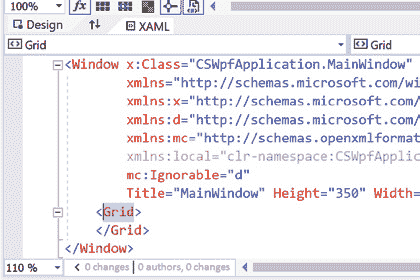 100%
Design XAML
Grid Grid
<Window x:Class="CSWpfApplication.MainWindow"
xmlns="http://schemas.microsoft.com/wi
xmlns:x="http://schemas.microsoft.com/
xmlns:d="http://schemas.microsoft.com/
xmlns:mc="http://schemas.openxmlformat
xmlns:local="clr-namespace:CSWpfApplic
mc:Ignorable="d"
Title="MainWindow" Height="350" Width=
<Grid>
</Grid>
</Window>
110 % 0 changes | 0 authors, 0 changes